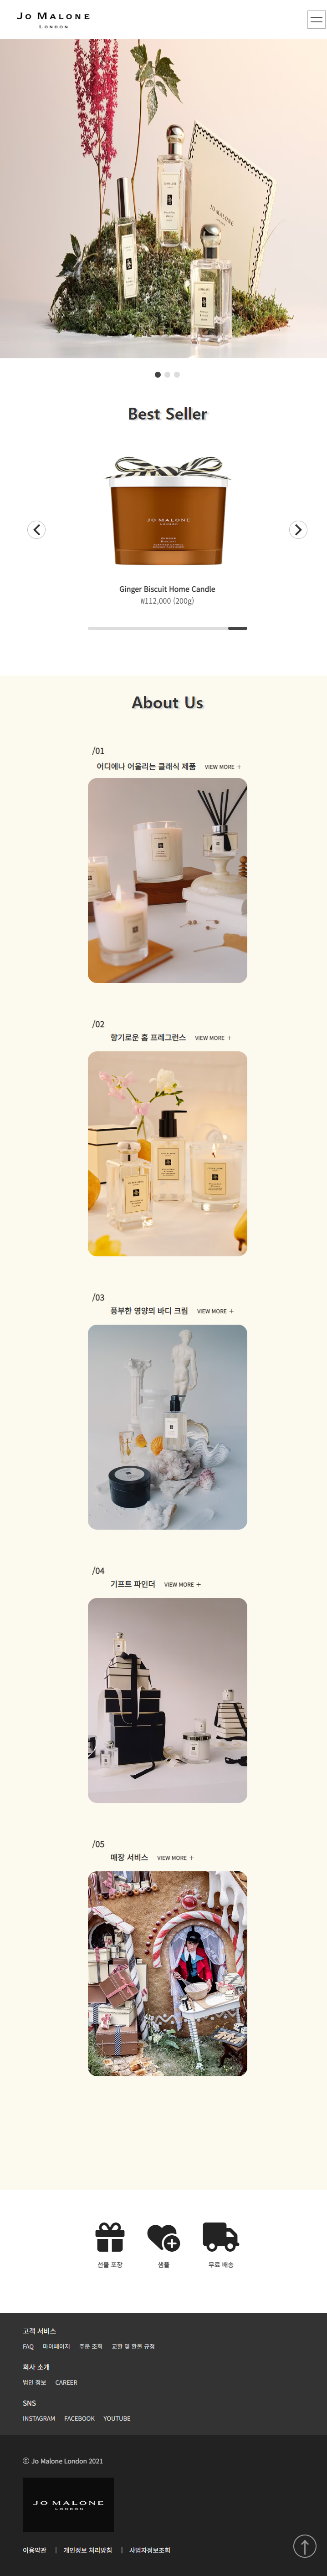 JO MALONE
LONDON
JO MALONE
Best Seller
JO MALONE
LONDON
GINGER
BISCUIT
Ginger Biscuit Home Candle
₩112,000 (200g)
About Us
/01
어디에나 어울리는 클래식 제품 VIEW MORE +
/02
향기로운 홈 프레그런스 VIEW MORE +
/03
풍부한 영양의 바디 크림 VIEW MORE +
/04
기프트 파인더 VIEW MORE +
/05
매장 서비스 VIEW MORE +
선물 포장 샘플 무료 배송
고객 서비스
FAQ 마이페이지 주문 조회 교환 및 환불 규정
회사 소개
법인 정보 CAREER
SNS
INSTAGRAM FACEBOOK YOUTUBE
ⓒ Jo Malone London 2021
JO MALONE
LONDON
이용약관 | 개인정보 처리방침 | 사업자정보조회